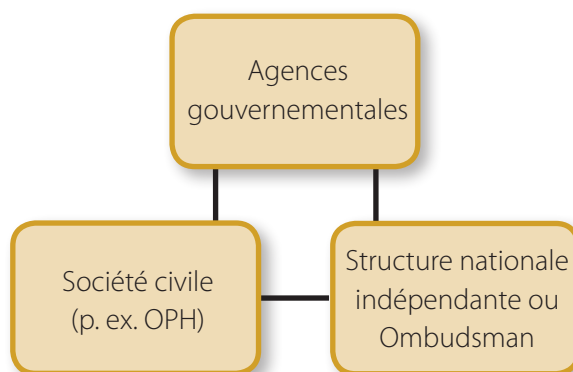 Agences
gouvernementales
Société civile
(p. ex. OPH)
Structure nationale
indépendante ou
Ombudsman